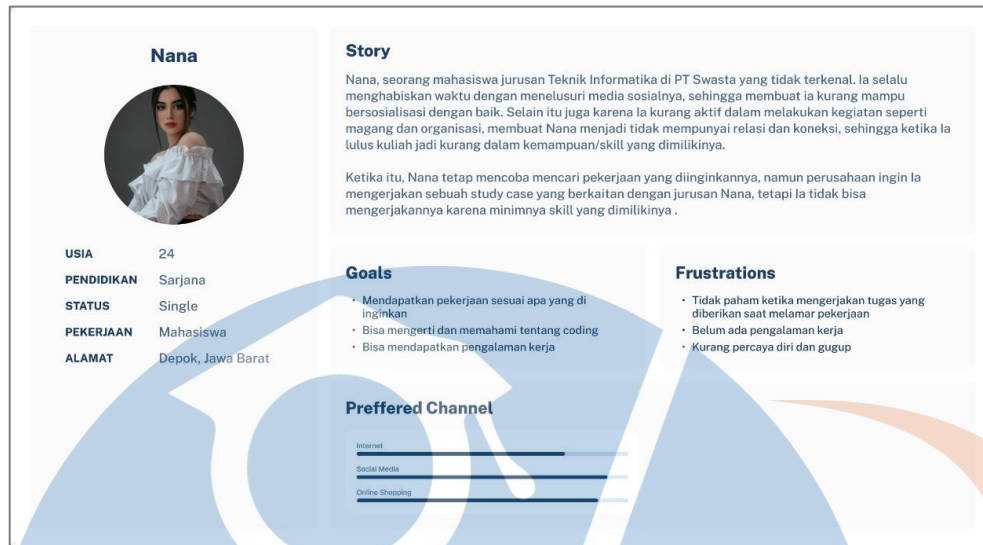 Nana
USIA 24
PENDIDIKAN Sarjana
STATUS Single
PEKERJAAN Mahasiswa
ALAMAT Depok, Jawa Barat
Story
Nana, seorang mahasiswa jurusan Teknik Informatika di PT Swasta yang tidak terkenal. Ia selalu
menghabiskan waktu dengan menelusuri media sosialnya, sehingga membuat ia kurang mampu
bersosialisasi dengan baik. Selain itu juga karena Ia kurang aktif dalam melakukan kegiatan seperti
magang dan organisasi, membuat Nana menjadi tidak mempunyai relasi dan koneksi, sehingga ketika Ia
lulus kuliah jadi kurang dalam kemampuan/skill yang dimilikinya.
Ketika itu, Nana tetap mencoba mencari pekerjaan yang diinginkannya, namun perusahaan ingin Ia
mengerjakan sebuah study case yang berkaitan dengan jurusan Nana, tetapi Ia tidak bisa
mengerjakannya karena minimnya skill yang dimilikinya .
Goals
• Mendapatkan pekerjaan sesuai apa yang di
inginkan
• Bisa mengerti dan memahami tentang coding
• Bisa mendapatkan pengalaman kerja
Frustrations
• Tidak paham ketika mengerjakan tugas yang
diberikan saat melamar pekerjaan
• Belum ada pengalaman kerja
• Kurang percaya diri dan gugup
Preffered Channel
Internet
Social Media
Online Shopping